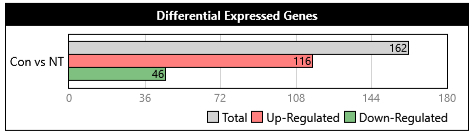 Differential Expressed Genes
162
Con vs NT
116
46
0 36 72 108 144 180
Total Up-Regulated Down-Regulated